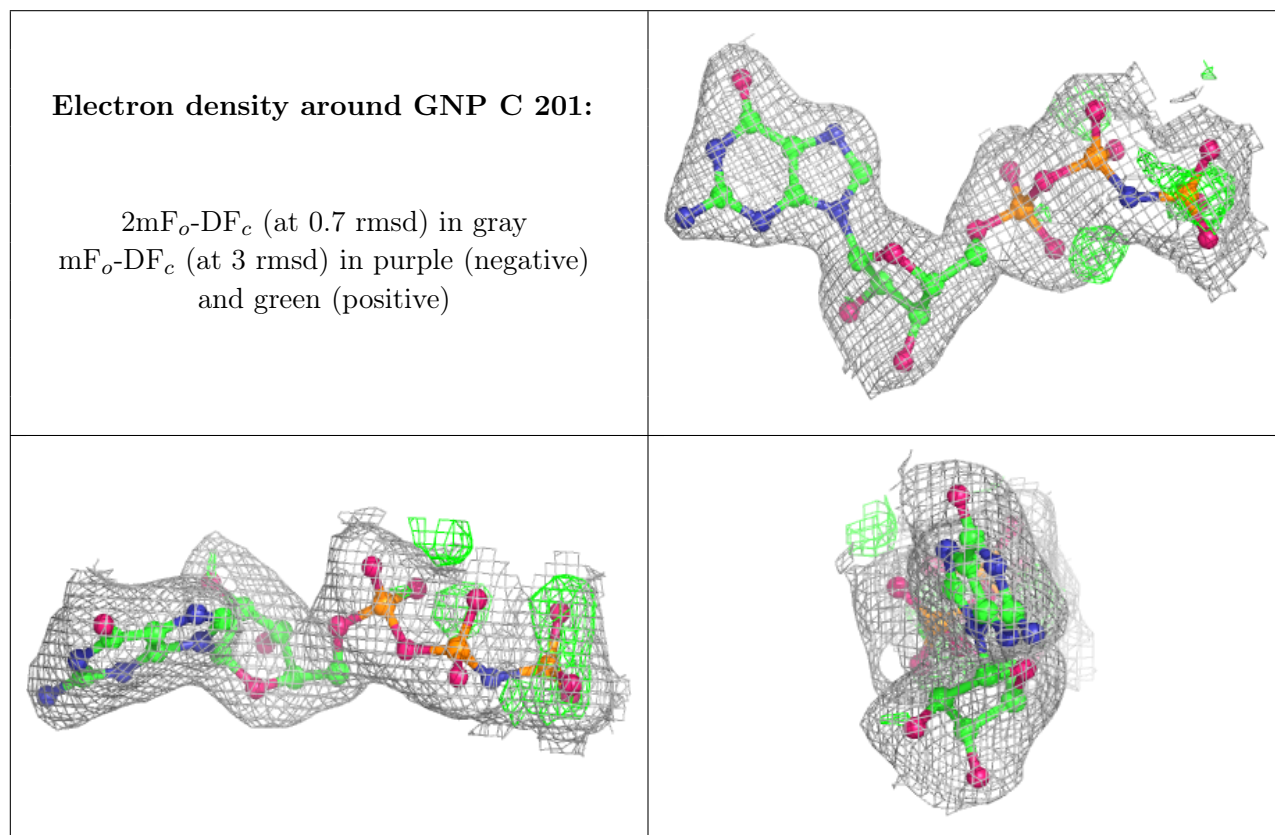 Electron density around GNP C 201:
2mFo-DFc (at 0.7 rmsd) in gray
mFo-DFc (at 3 rmsd) in purple (negative)
and green (positive)